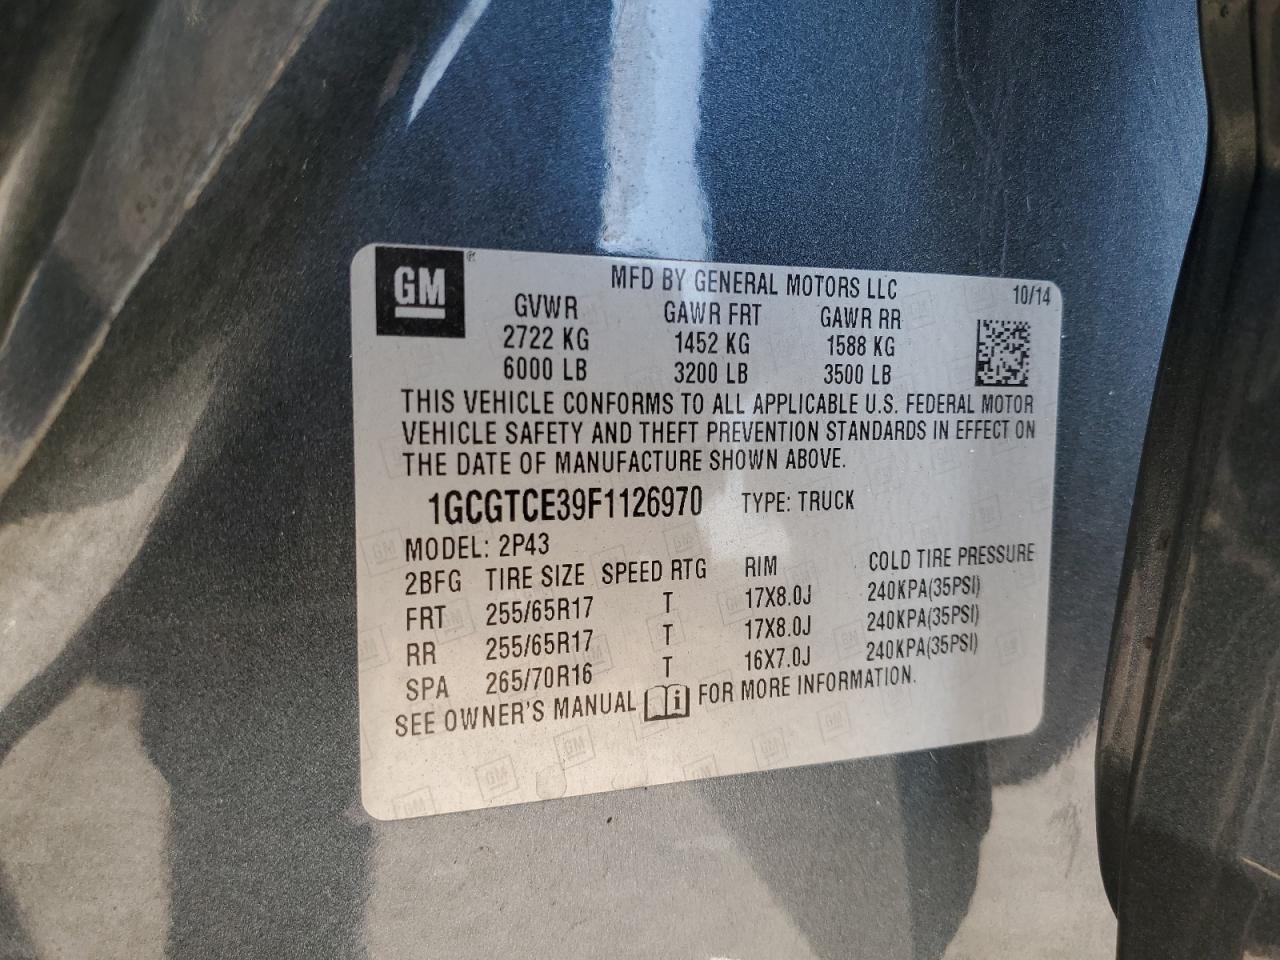 GM
MFD BY GENERAL MOTORS LLC 10/14
GVWR GAWR FRT GAWR RR
2722 KG 1452 KG 1588 KG
6000 LB 3200 LB 3500 LB
THIS VEHICLE CONFORMS TO ALL APPLICABLE U.S. FEDERAL MOTOR
VEHICLE SAFETY AND THEFT PREVENTION STANDARDS IN EFFECT ON
THE DATE OF MANUFACTURE SHOWN ABOVE.
1GCGTCE39F1126970 TYPE: TRUCK
MODEL: 2P43
2BFG TIRE SIZE SPEED RTG RIM COLD TIRE PRESSURE
FRT 255/65R17 T 17X8.0J 240KPA(35PSI)
RR 255/65R17 T 17X8.0J 240KPA(35PSI)
SPA 265/70R16 T 16X7.0J 240KPA(35PSI)
SEE OWNER'S MANUAL i FOR MORE INFORMATION.